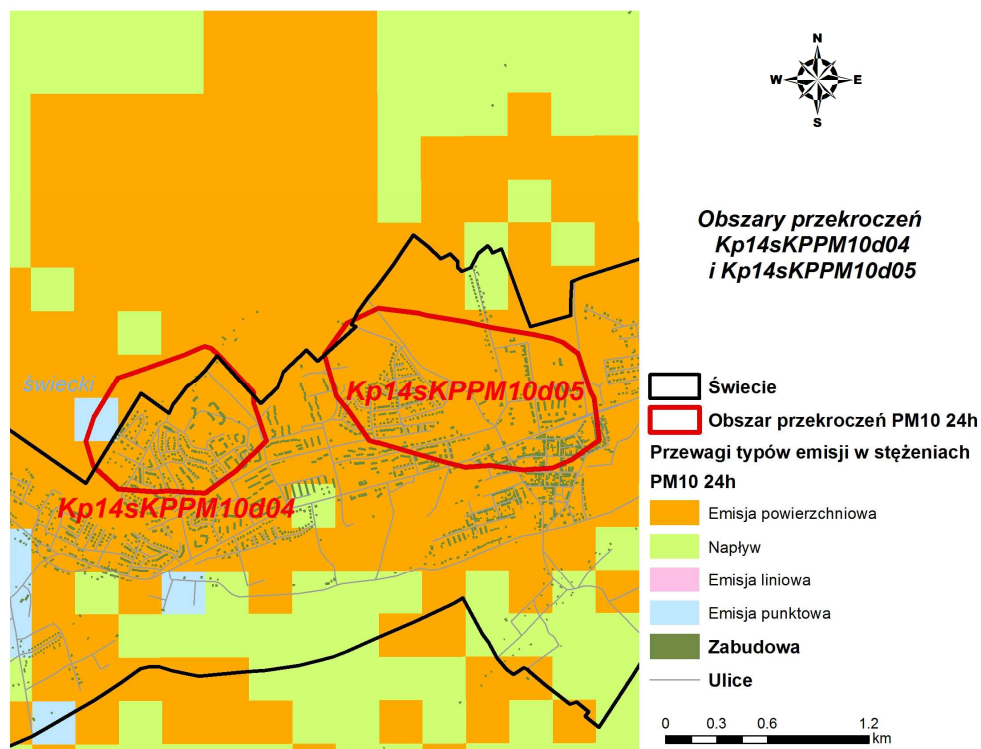 N
W E
S
Obszary przekroczeń
Kp14sKPPM10d04
i Kp14sKPPM10d05
świecki
Kp14sKPPM10d05
Kp14sKPPM10d04
Świecie
Obszar przekroczeń PM10 24h
Przewagi typów emisji w stężeniach
PM10 24h
Emisja powierzchniowa
Napływ
Emisja liniowa
Emisja punktowa
Zabudowa
Ulice
0 0.3 0.6 1.2
km